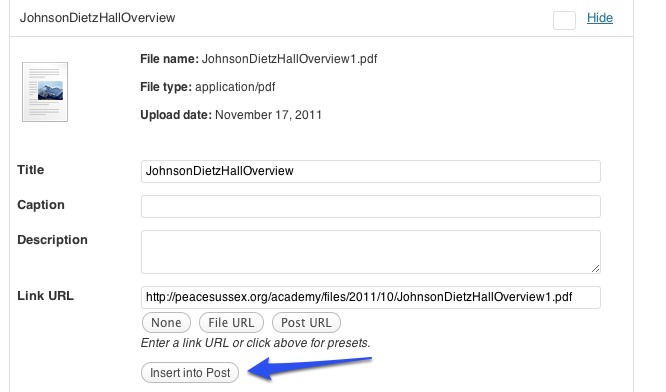 JohnsonDietzHallOverview Hide
File name: JohnsonDietzHallOverview1.pdf
File type: application/pdf
Upload date: November 17, 2011
Title JohnsonDietzHallOverview
Caption
Description
Link URL http://peacesussex.org/academy/files/2011/10/JohnsonDietzHallOverview1.pdf
None File URL Post URL
Enter a link URL or click above for presets.
Insert into Post